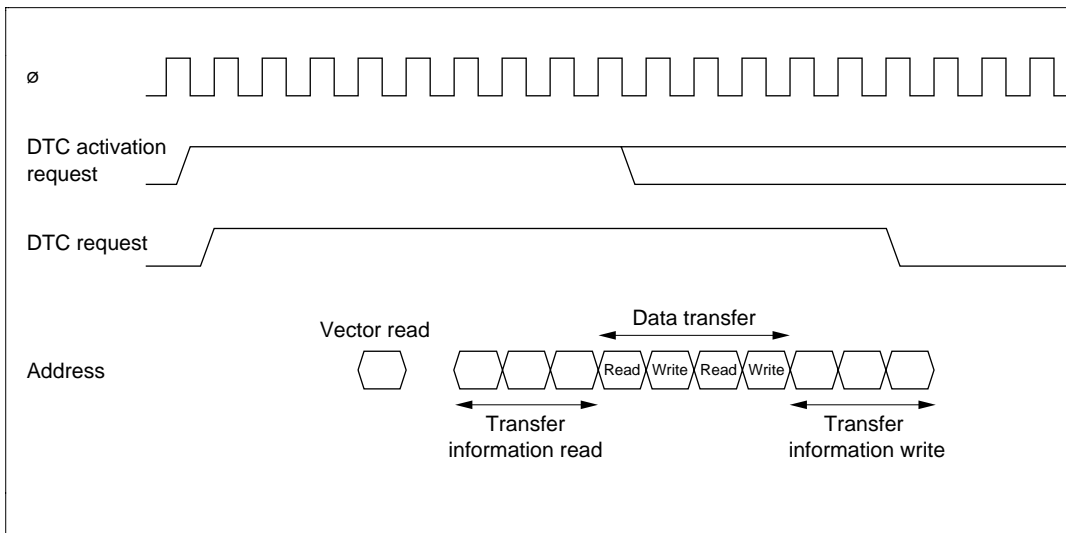 ø
DTC activation
request
DTC request
Data transfer
Vector read
Address
Read Write Read Write
Transfer
information read
Transfer
information write